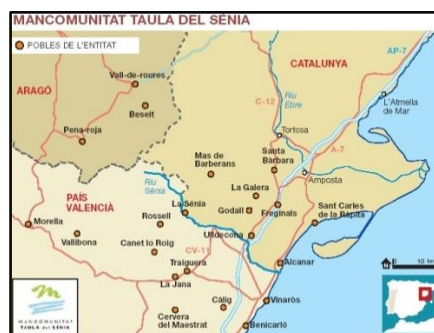 MANCOMUNITAT TAULA DEL SÉNIA
POBLES DE L'ENTITAT
CATALUNYA
AP-7
Vall-de-roures
ARAGÓ
Beseit
Riu
Ebre
C-12
L'Atmella
de Mar
Pena-roja
Tortosa
A-7
Mas de
Barberans
Santa
Bàrbara
Amposta
Riu
Sénia
La Galera
PAÍS
VALENCIÀ
La Sénia
Godall
Freginals
Sant Carles
de la Ràpita
Morella
Rossell
Vallibona
Ulldecona
Canet lo Roig
CV-11
Traiguera
Alcanar
10 km
La Jana
Càlig
Vinaròs
MANCOMUNITAT
TAULA del SÉNIA
Cervera
del Maestrat
Benicarló